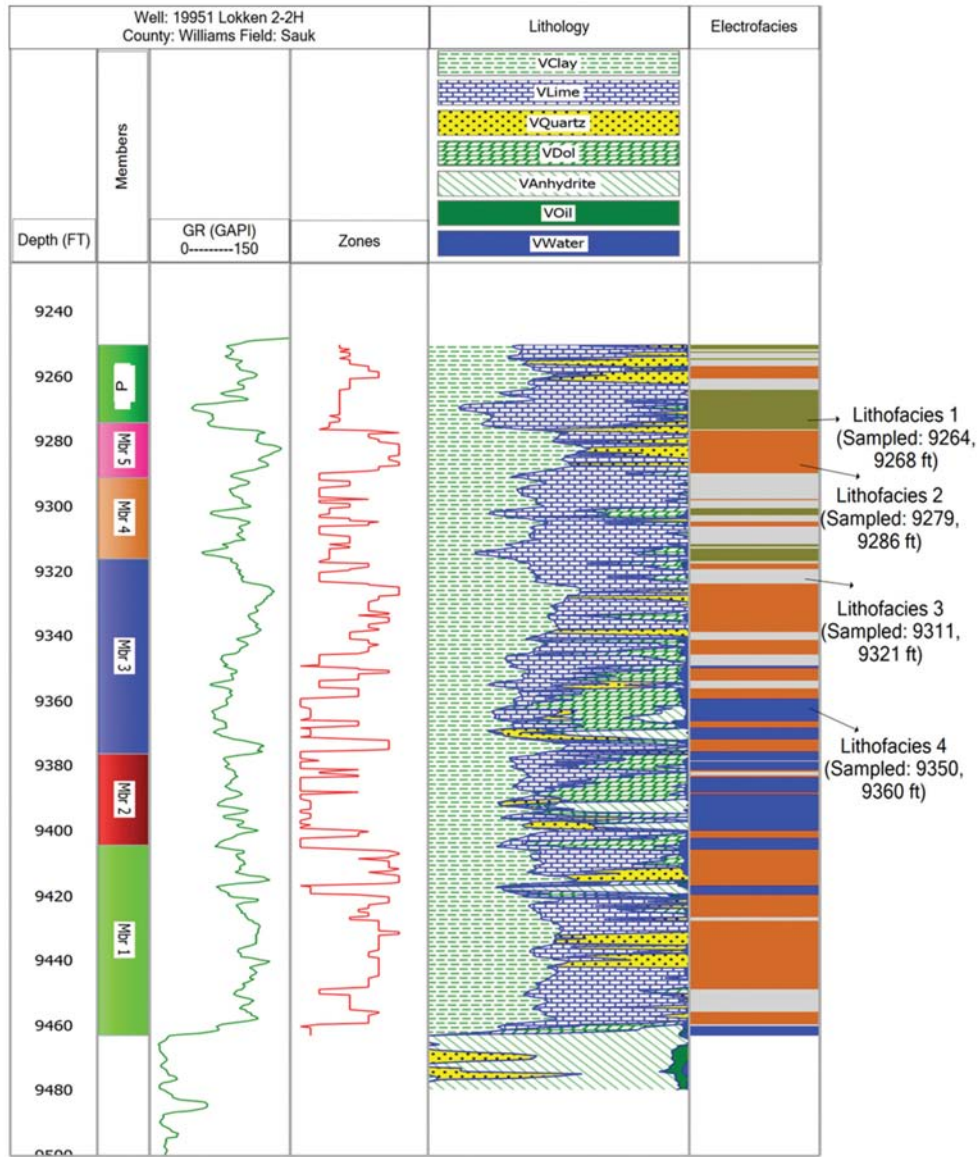 Well: 19951 Lokken 2-2H
County: Williams Field: Sauk
Lithology
Electrofacies
VClay
VLime
VQuartz
VDol
VAnhydrite
VOil
VWater
Depth (FT)
Members
GR (GAPI)
0---------150
Zones
9240
9260
9280
9300
9320
9340
9360
9380
9400
9420
9440
9460
9480
9500
P
Mbr 5
Mbr 4
Mbr 3
Mbr 2
Mbr 1
Lithofacies 1
(Sampled: 9264,
9268 ft)
Lithofacies 2
(Sampled: 9279,
9286 ft)
Lithofacies 3
(Sampled: 9311,
9321 ft)
Lithofacies 4
(Sampled: 9350,
9360 ft)